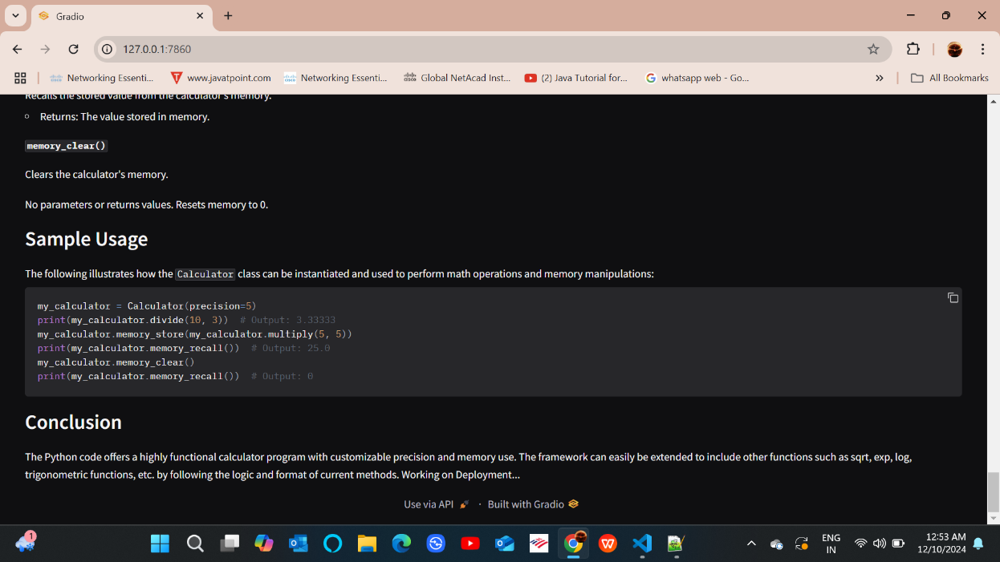 Gradio
127.0.0.1:7860
Networking Essenti...
www.javatpoint.com
Networking Essenti...
Global NetAcad Inst...
(2) Java Tutorial for...
whatsapp web - Go...
All Bookmarks
Recalls the stored value from the calculator's memory.
Returns: The value stored in memory.
memory_clear()
Clears the calculator's memory.
No parameters or returns values. Resets memory to 0.
Sample Usage
The following illustrates how the Calculator class can be instantiated and used to perform math operations and memory manipulations:
my_calculator = Calculator(precision=5)
print(my_calculator.divide(10, 3))  # Output: 3.33333
my_calculator.memory_store(my_calculator.multiply(5, 5))
print(my_calculator.memory_recall())  # Output: 25.0
my_calculator.memory_clear()
print(my_calculator.memory_recall())  # Output: 0
Conclusion
The Python code offers a highly functional calculator program with customizable precision and memory use. The framework can easily be extended to include other functions such as sqrt, exp, log,
trigonometric functions, etc. by following the logic and format of current methods. Working on Deployment...
Use via API · Built with Gradio
1
ENG
IN
12:53 AM
12/10/2024